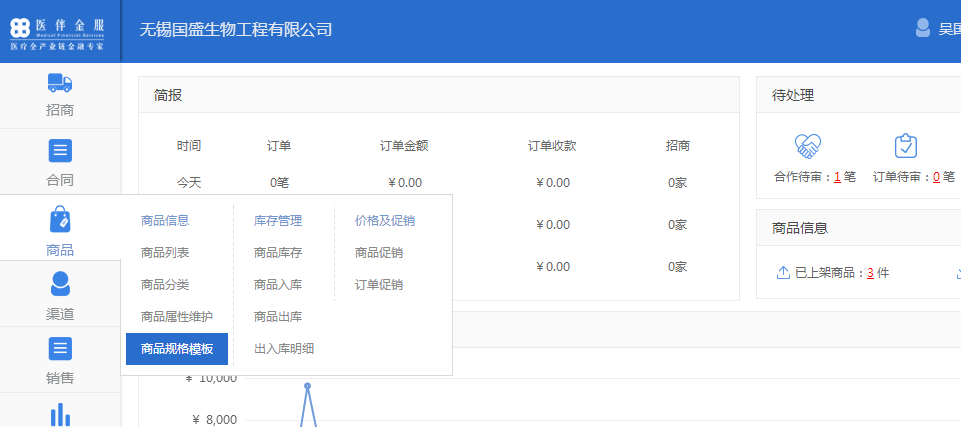 医伴金服
Medical Financial Services
医疗全产业链金融专家
无锡国盛生物工程有限公司
吴国
招商
合同
商品
渠道
销售
简报
时间 订单 订单金额 订单收款 招商
今天 0笔 ￥0.00 ￥0.00 0家
￥0.00 0家
￥0.00 0家
待处理
合作待审：1 笔 订单待审：0 笔
商品信息
已上架商品：3 件
商品信息 库存管理 价格及促销
商品列表 商品库存 商品促销
商品分类 商品入库 订单促销
商品属性维护 商品出库
商品规格模板 出入库明细
￥ 10,000
￥ 8,000